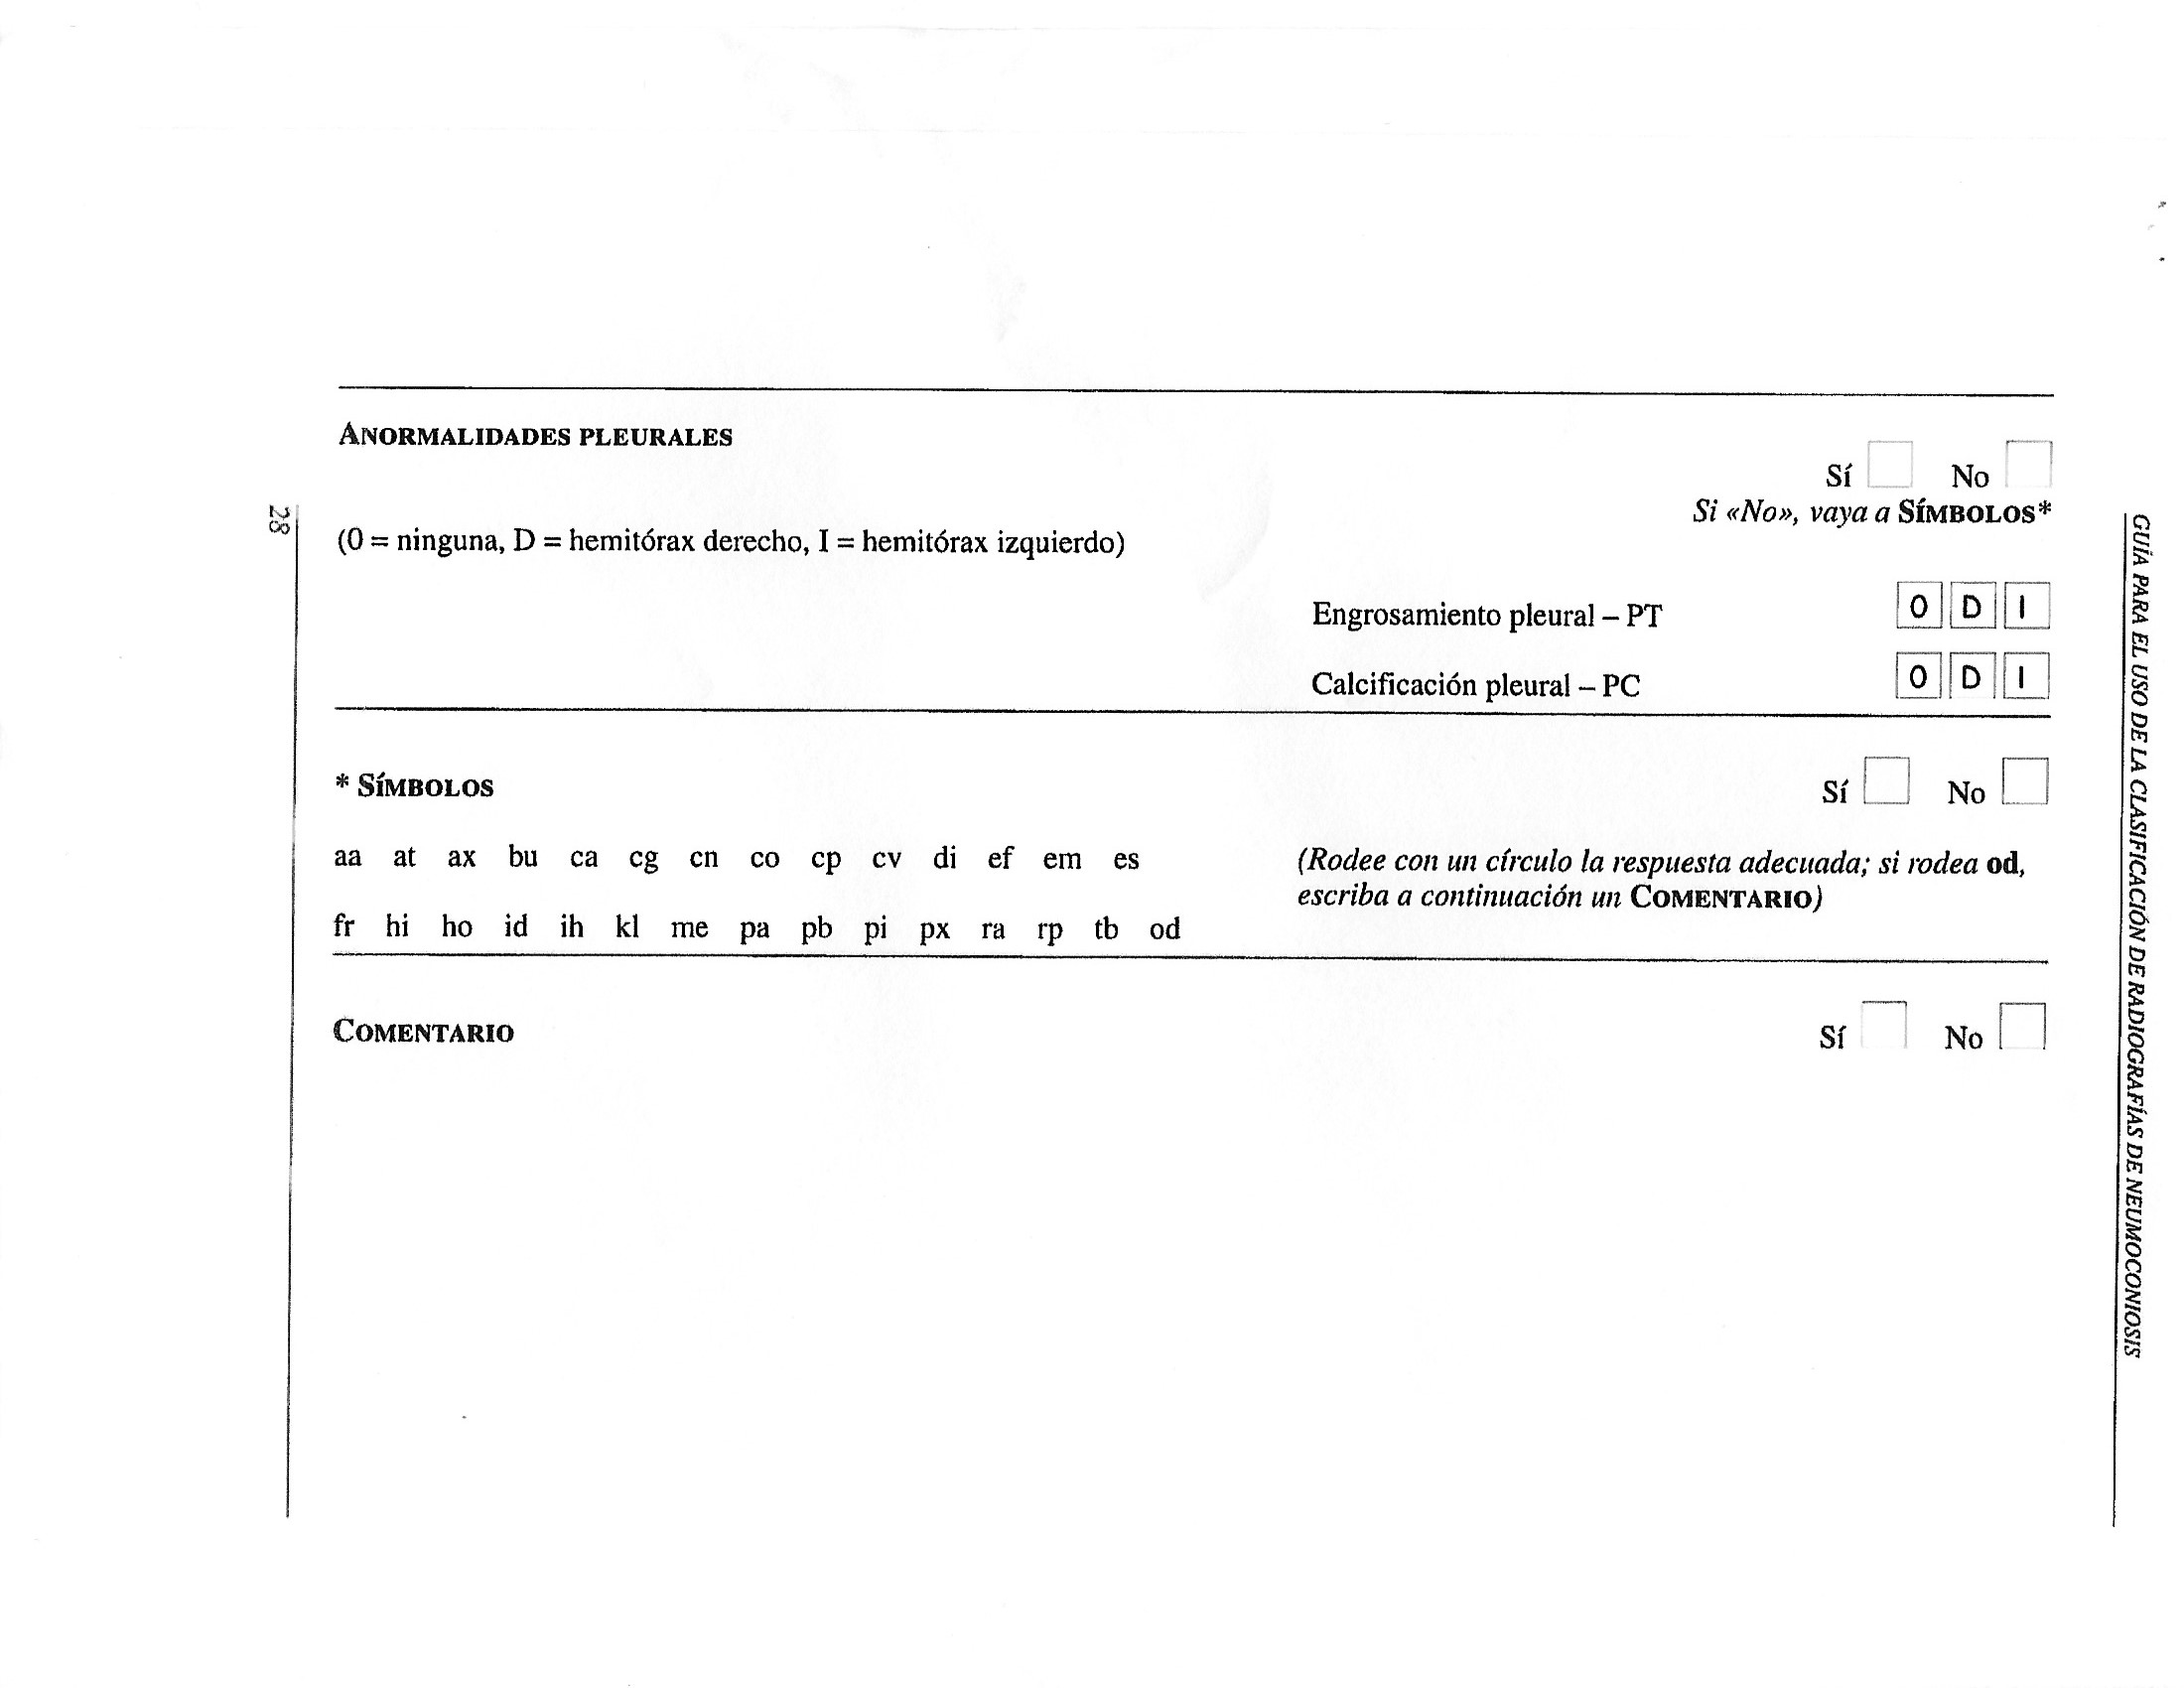 GUÍA PARA EL USO DE LA CLASIFICACIÓN DE RADIOGRAFÍAS DE NEUMOCONIOSIS
ANORMALIDADES PLEURALES
Sí No
Si «No», vaya a SÍMBOLOS*
(0 = ninguna, D = hemitórax derecho, I = hemitórax izquierdo)
Engrosamiento pleural – PT 0 D I
Calcificación pleural – PC 0 D I
* SÍMBOLOS Sí No
aa at ax bu ca cg cn co cp cv di ef em es
fr hi ho id ih kl me pa pb pi px ra rp tb od
(Rodee con un círculo la respuesta adecuada; si rodea od,
escriba a continuación un COMENTARIO)
COMENTARIO Sí No
28